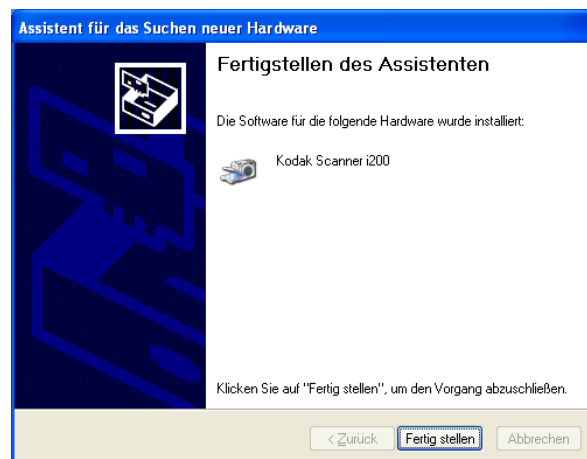 Assistent für das Suchen neuer Hardware
Fertigstellen des Assistenten
Die Software für die folgende Hardware wurde installiert:
Kodak Scanner i200
Klicken Sie auf "Fertig stellen", um den Vorgang abzuschließen.
< Zurück Fertig stellen Abbrechen